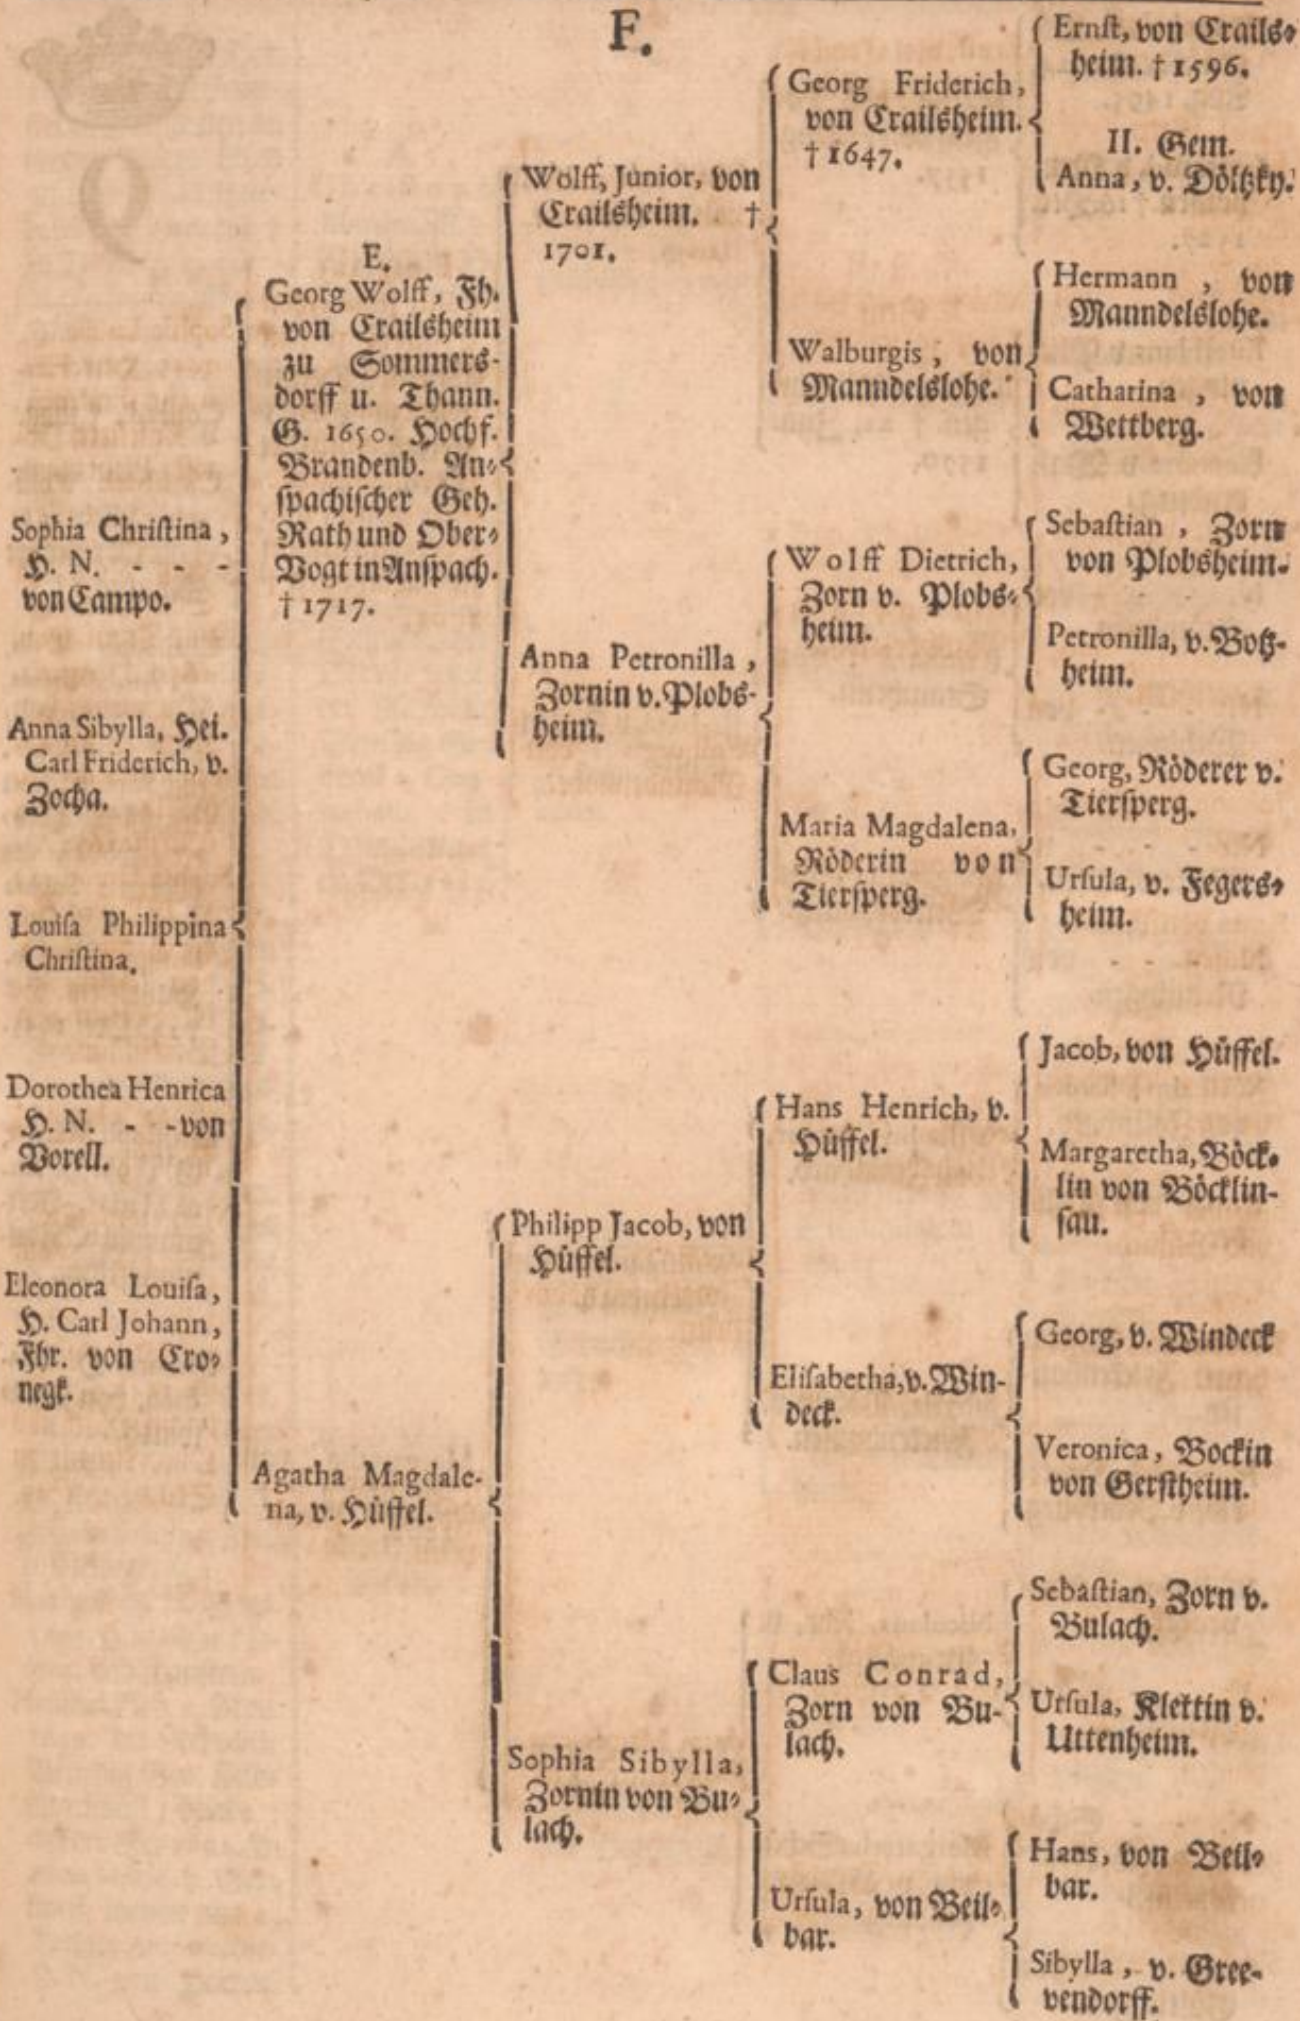 F.
Sophia Christina,
H. N. - - -
von Campo.
Anna Sibylla, Hei.
Carl Friderich, v.
Zocha.
Louisa Philippina
Christina.
Dorothea Henrica
H. N. - - von
Vorell.
Eleonora Louisa,
H. Carl Johann,
Fhr. von Cro-
negk.
E.
Georg Wolff, Fh.
von Crailsheim
zu Sommers-
dorff u. Thann.
G. 1650. Hochf.
Brandenb. An-
spachischer Geh.
Rath und Ober-
Vogt in Anspach.
† 1717.
Agatha Magdale-
na, v. Hüffel.
Wolff, Junior, von
Crailsheim. †
1701.
Anna Petronilla,
Zornin v. Plobs-
heim.
Philipp Jacob, von
Hüffel.
Sophia Sibylla,
Zornin von Bu-
lach.
Georg Friderich,
von Crailsheim.
† 1647.
Walburgis, von
Manndelslohe.
Wolff Dietrich,
Zorn v. Plobs-
heim.
Maria Magdalena,
Röderin von
Tiersperg.
Hans Henrich, v.
Hüffel.
Elisabetha, v. Win-
deck.
Claus Conrad,
Zorn von Bu-
lach.
Ursula, von Beil-
bar.
Ernst, von Crails-
heim. † 1596.
II. Gem.
Anna, v. Döltzky.
Hermann, von
Manndelslohe.
Catharina, von
Wettberg.
Sebastian, Zorn
von Plobsheim.
Petronilla, v. Botz-
heim.
Georg, Röderer v.
Tiersperg.
Ursula, v. Fegers-
heim.
Jacob, von Hüffel.
Margaretha, Böck-
lin von Böcklin-
sau.
Georg, v. Windeck
Veronica, Bockin
von Gerstheim.
Sebastian, Zorn v.
Bulach.
Ursula, Klettin v.
Uttenheim.
Hans, von Beil-
bar.
Sibylla, v. Gree-
vendorff.